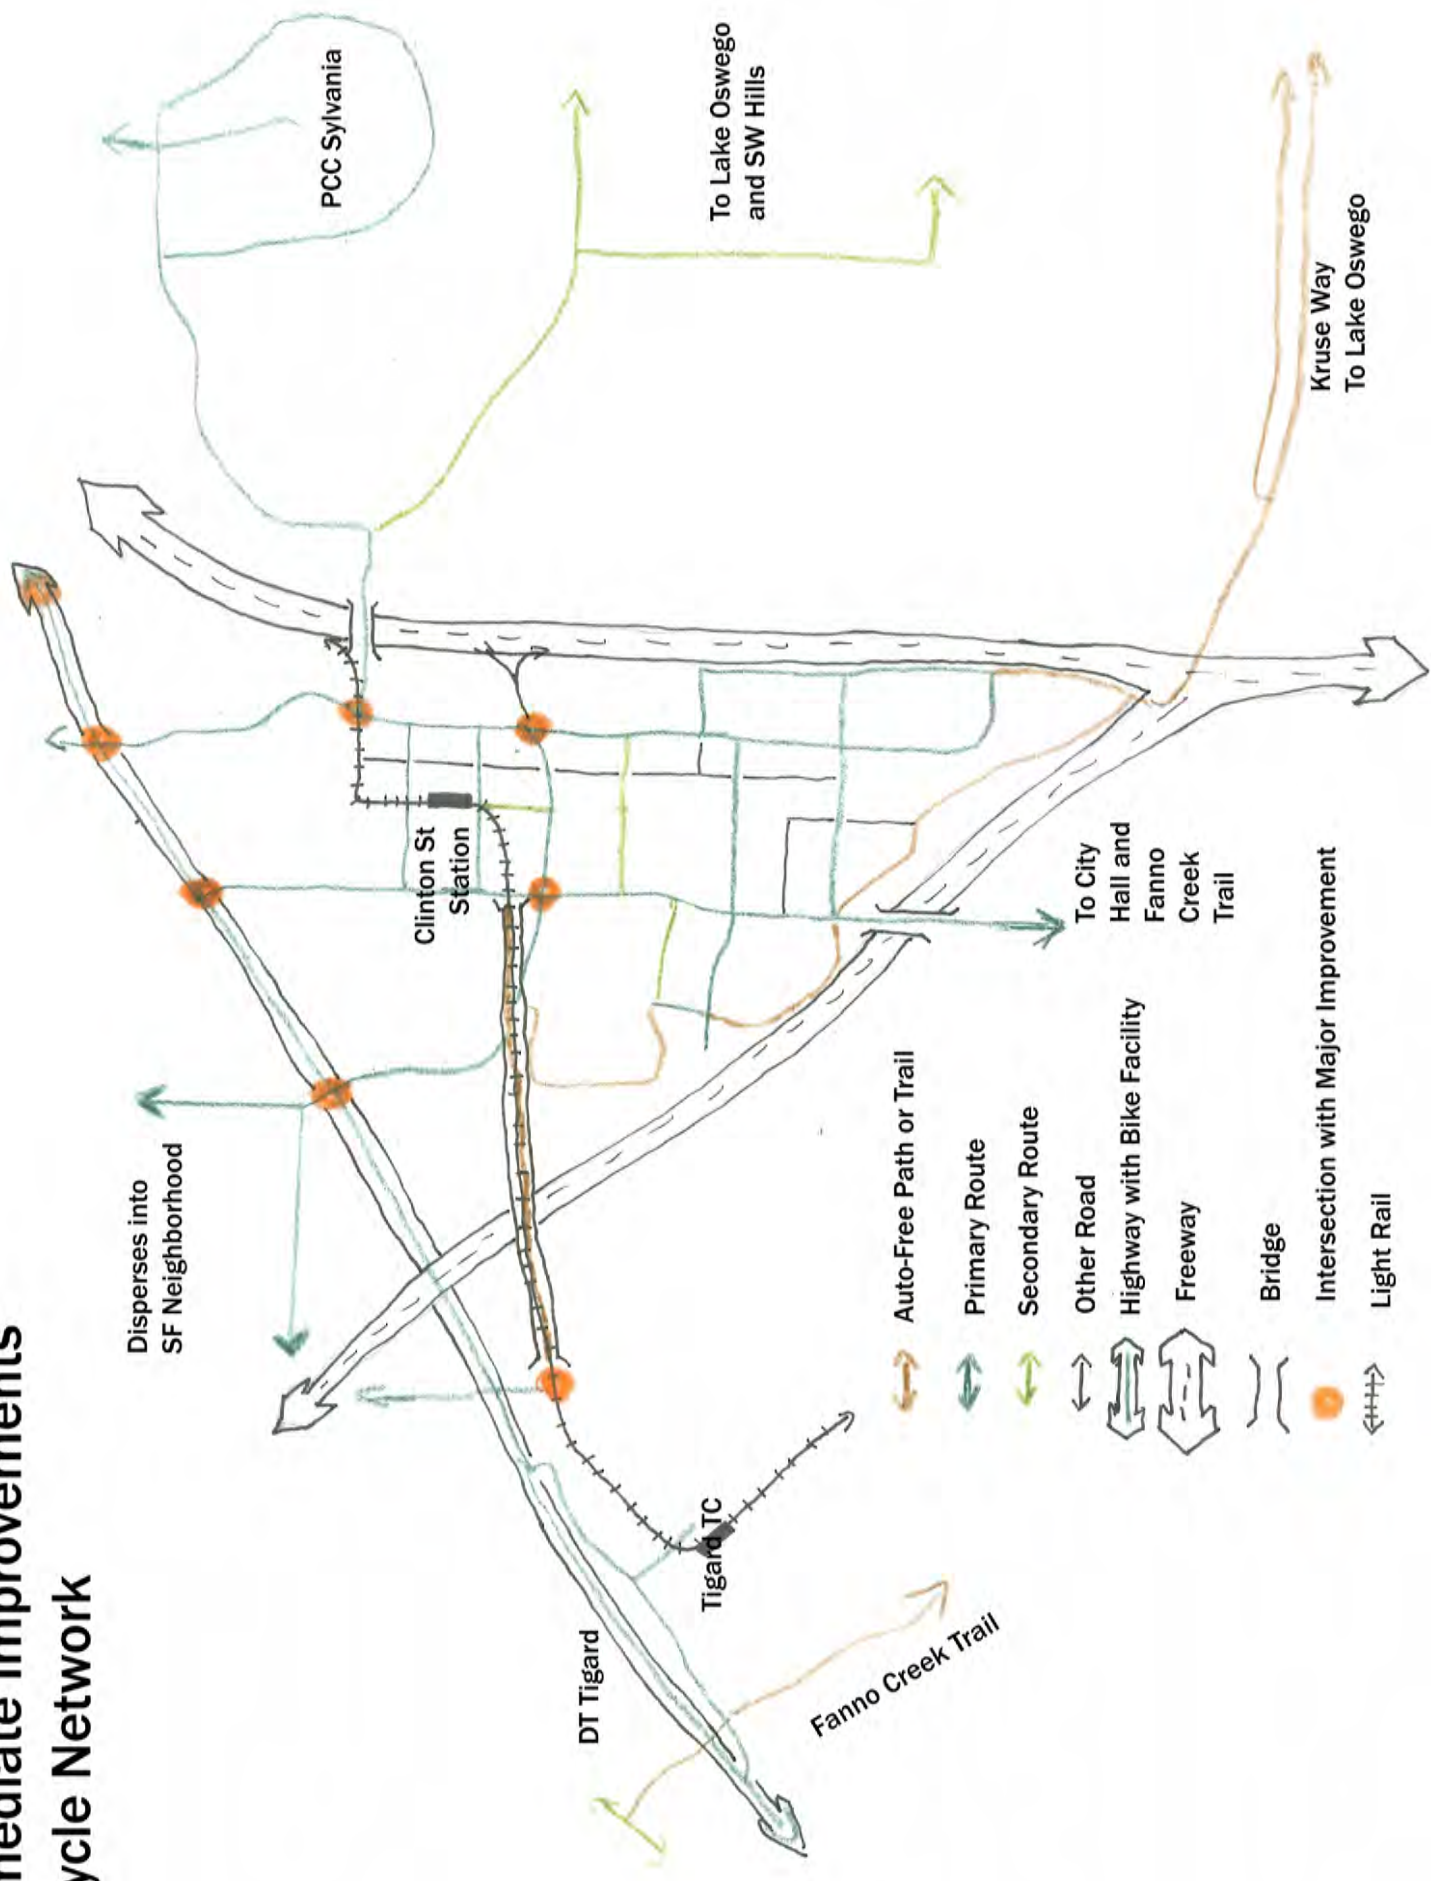 Cycle Network
PCC Sylvania
To Lake Oswego
and SW Hills
Kruse Way
To Lake Oswego
Disperses into
SF Neighborhood
Clinton St
Station
To City
Hall and
Fanno
Creek
Trail
DT Tigard
Tigard TC
Fanno Creek Trail
Auto-Free Path or Trail
Primary Route
Secondary Route
Other Road
Highway with Bike Facility
Freeway
Bridge
Intersection with Major Improvement
Light Rail